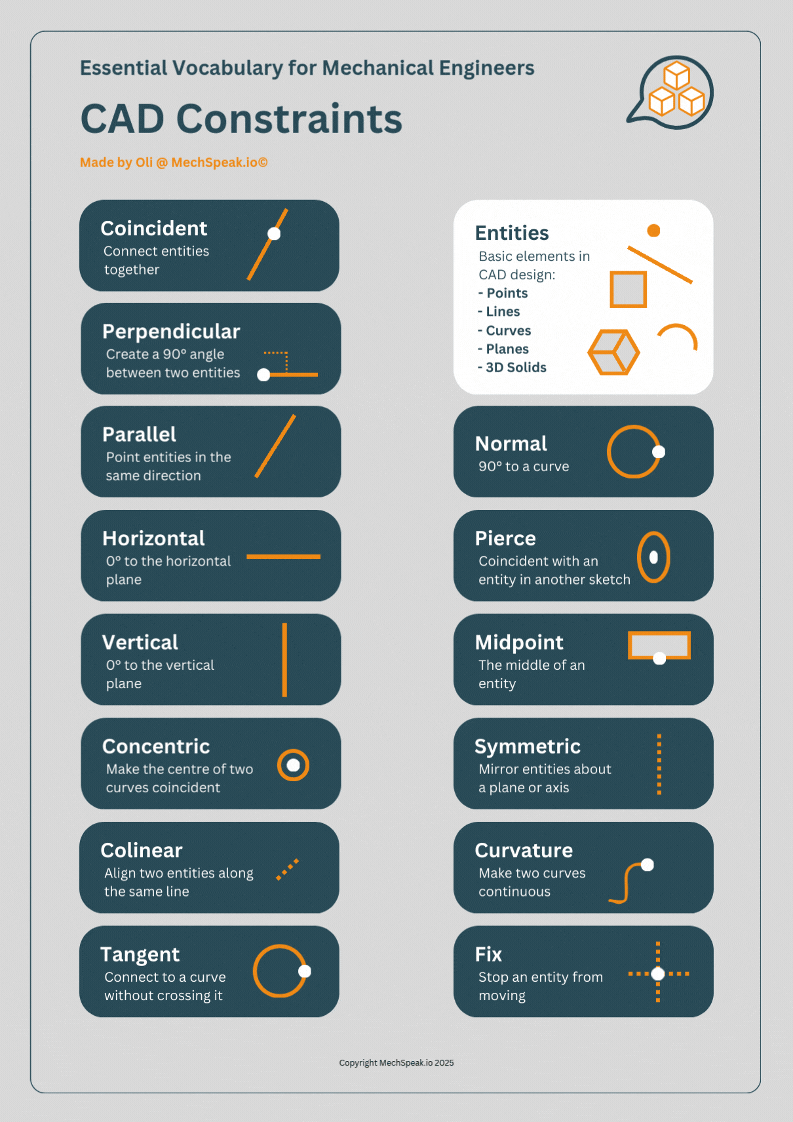 Essential Vocabulary for Mechanical Engineers
CAD Constraints
Made by Oli @ MechSpeak.io©
Coincident
Connect entities
together
Perpendicular
Create a 90° angle
between two entities
Parallel
Point entities in the
same direction
Horizontal
0° to the horizontal
plane
Vertical
0° to the vertical
plane
Concentric
Make the centre of two
curves coincident
Colinear
Align two entities along
the same line
Tangent
Connect to a curve
without crossing it
Entities
Basic elements in
CAD design:
- Points
- Lines
- Curves
- Planes
- 3D Solids
Normal
90° to a curve
Pierce
Coincident with an
entity in another sketch
Midpoint
The middle of an
entity
Symmetric
Mirror entities about
a plane or axis
Curvature
Make two curves
continuous
Fix
Stop an entity from
moving
Copyright MechSpeak.io 2025